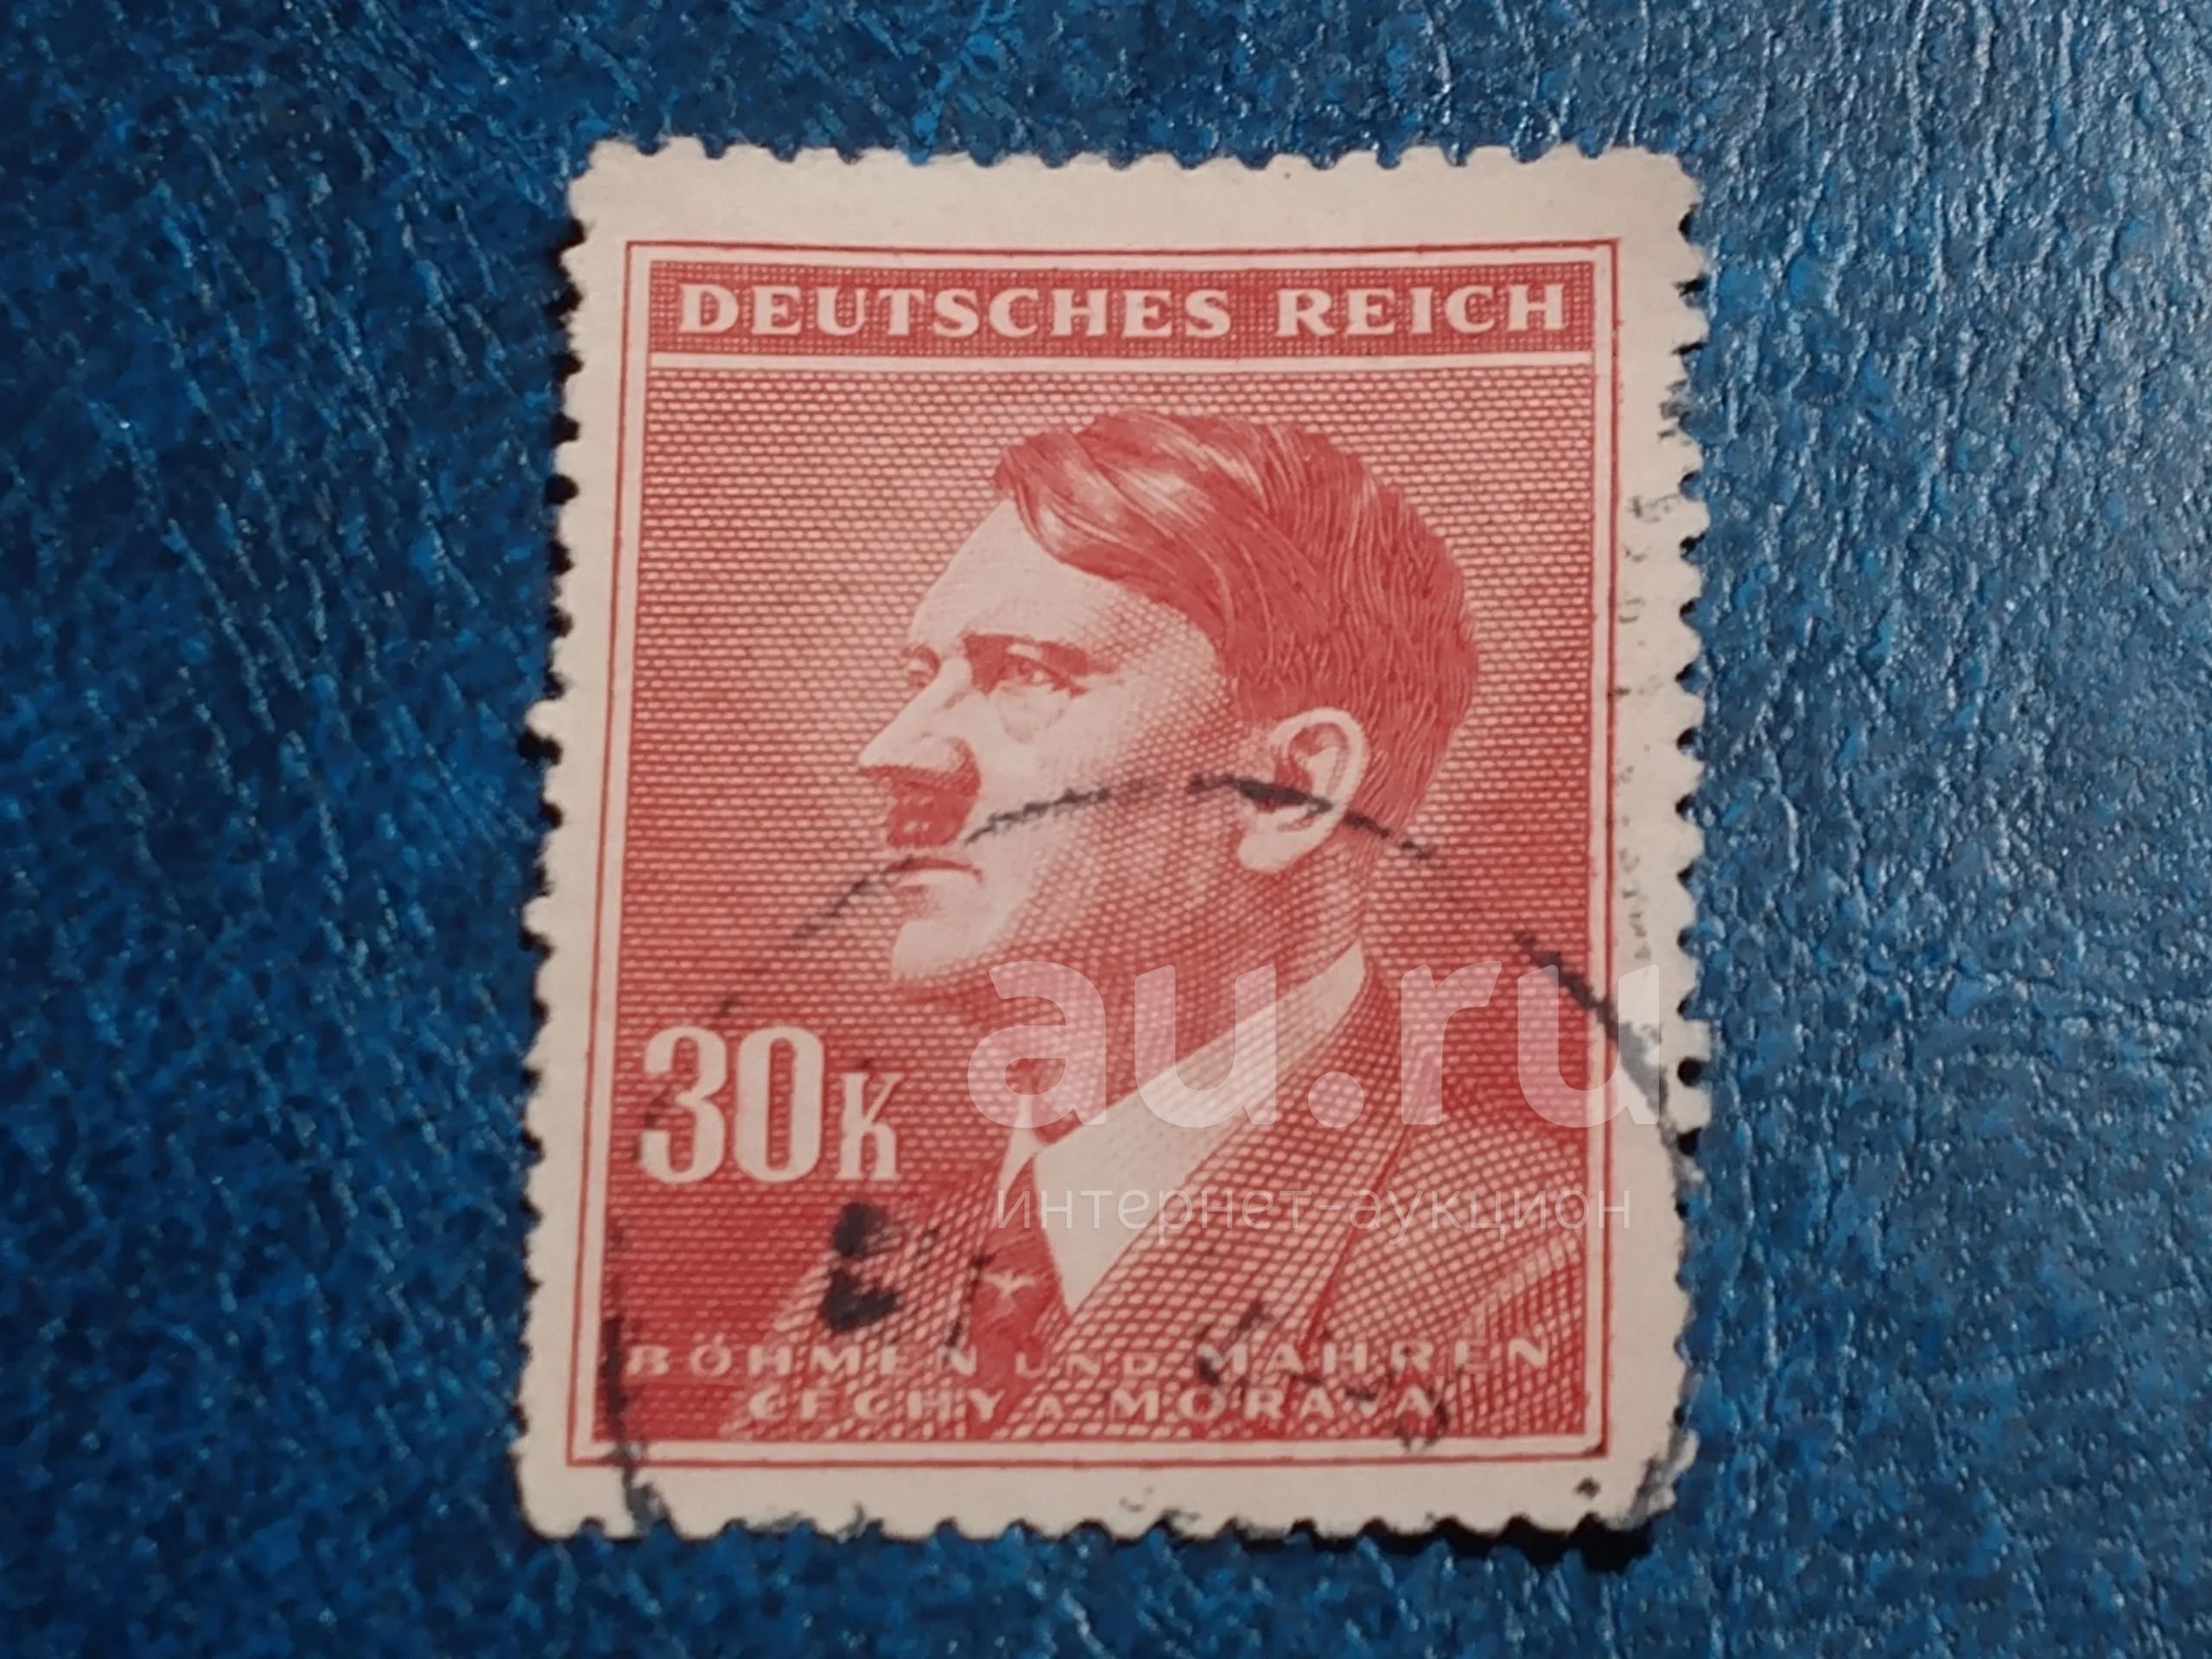 DEUTSCHES REICH
30K
au.ru
интернет-аукцион
BÖHMEN UND MÄHREN
ČECHY A MORAVA